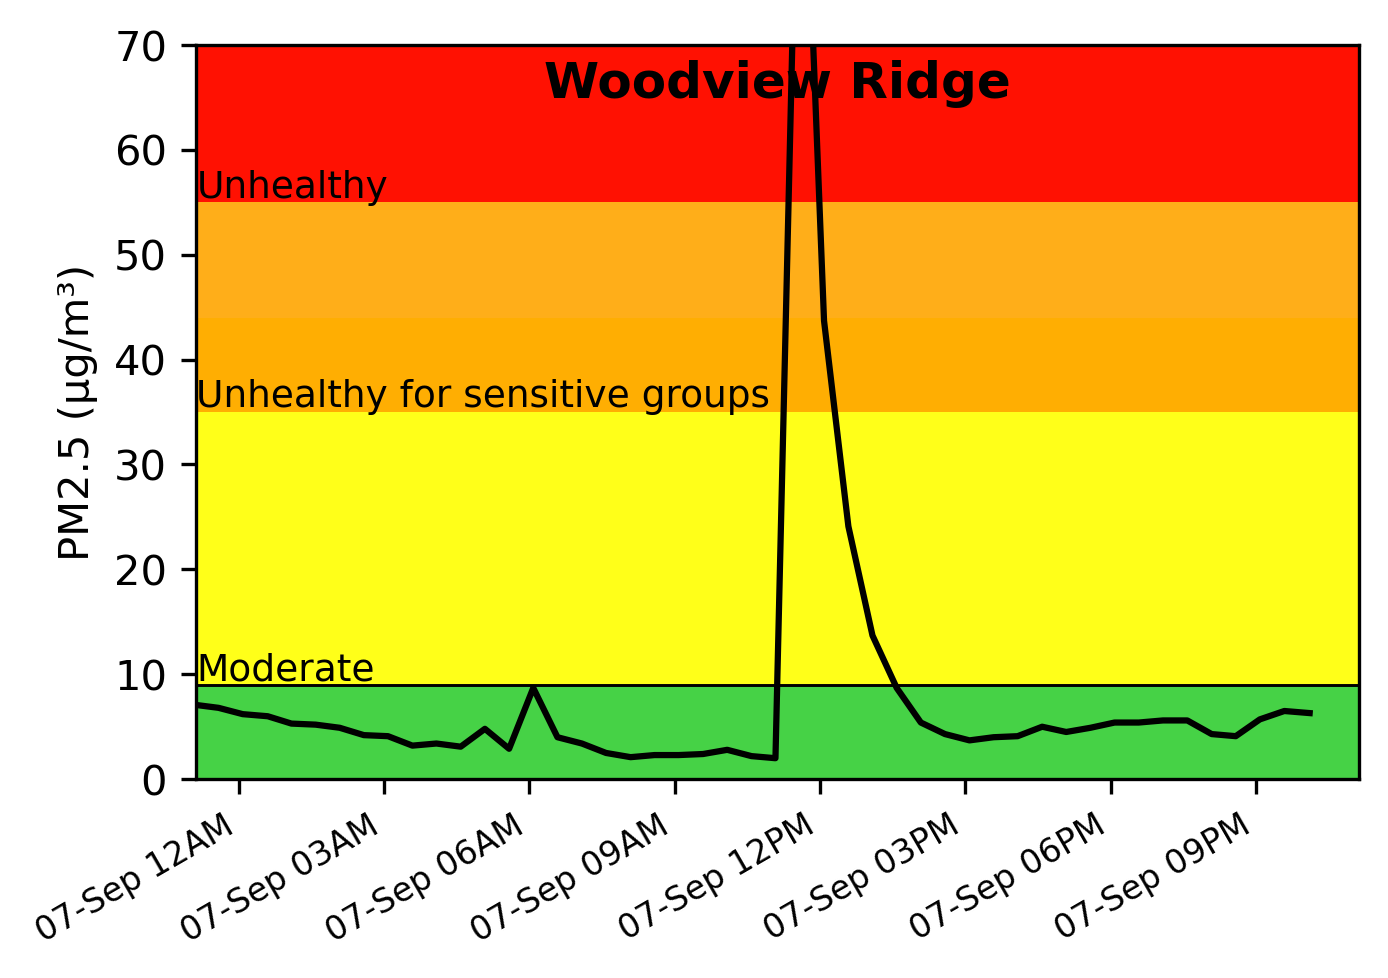 Woodview Ridge
PM2.5 (µg/m³)
70
60
50
40
30
20
10
0
Unhealthy
Unhealthy for sensitive groups
Moderate
07-Sep 12AM
07-Sep 03AM
07-Sep 06AM
07-Sep 09AM
07-Sep 12PM
07-Sep 03PM
07-Sep 06PM
07-Sep 09PM